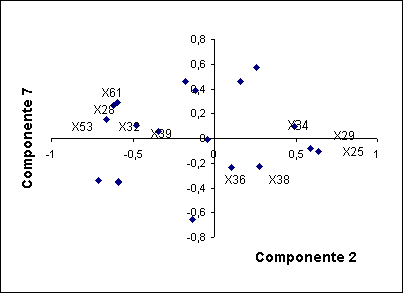 0,8
0,6
0,4
0,2
0
-0,2
-0,4
-0,6
-0,8
-1
-0,5
0
0,5
1
X61
X28
X53
X32
X39
X34
X29
X25
X36
X38
Componente 7
Componente 2